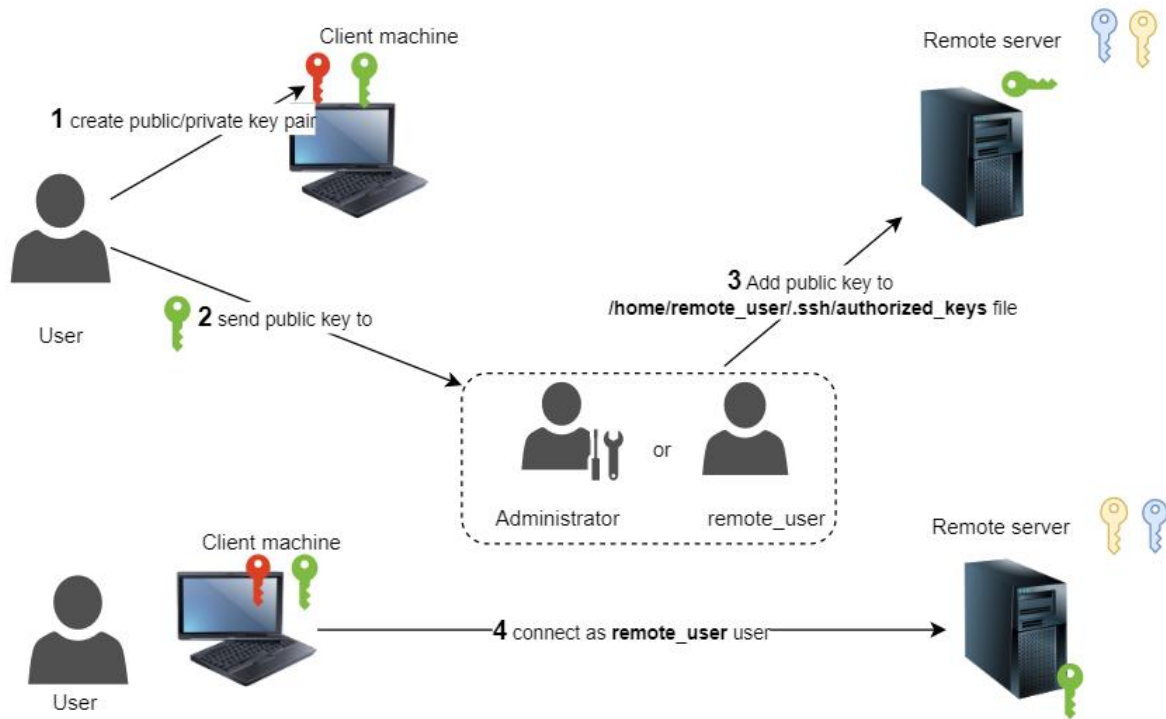 Client machine
Remote server
1 create public/private key pair
User
2 send public key to
3 Add public key to
/home/remote_user/.ssh/authorized_keys file
or
Administrator
remote_user
Client machine
Remote server
4 connect as remote_user user
User